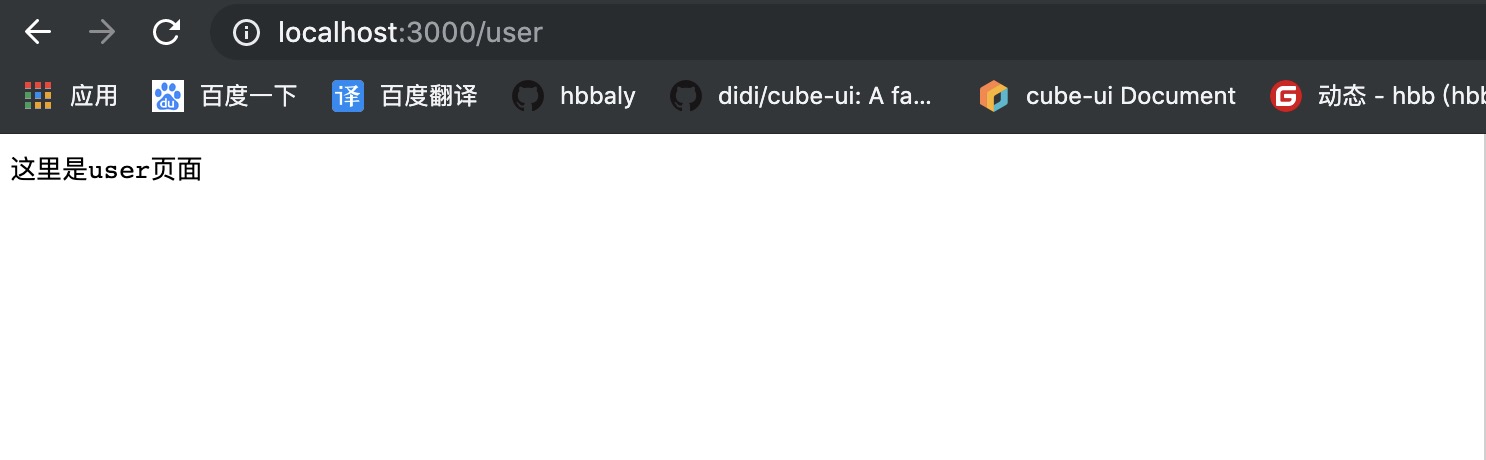 localhost:3000/user
应用 百度一下 译 百度翻译 hbbaly didi/cube-ui: A fa... cube-ui Document G 动态 - hbb (hbb
这里是user页面